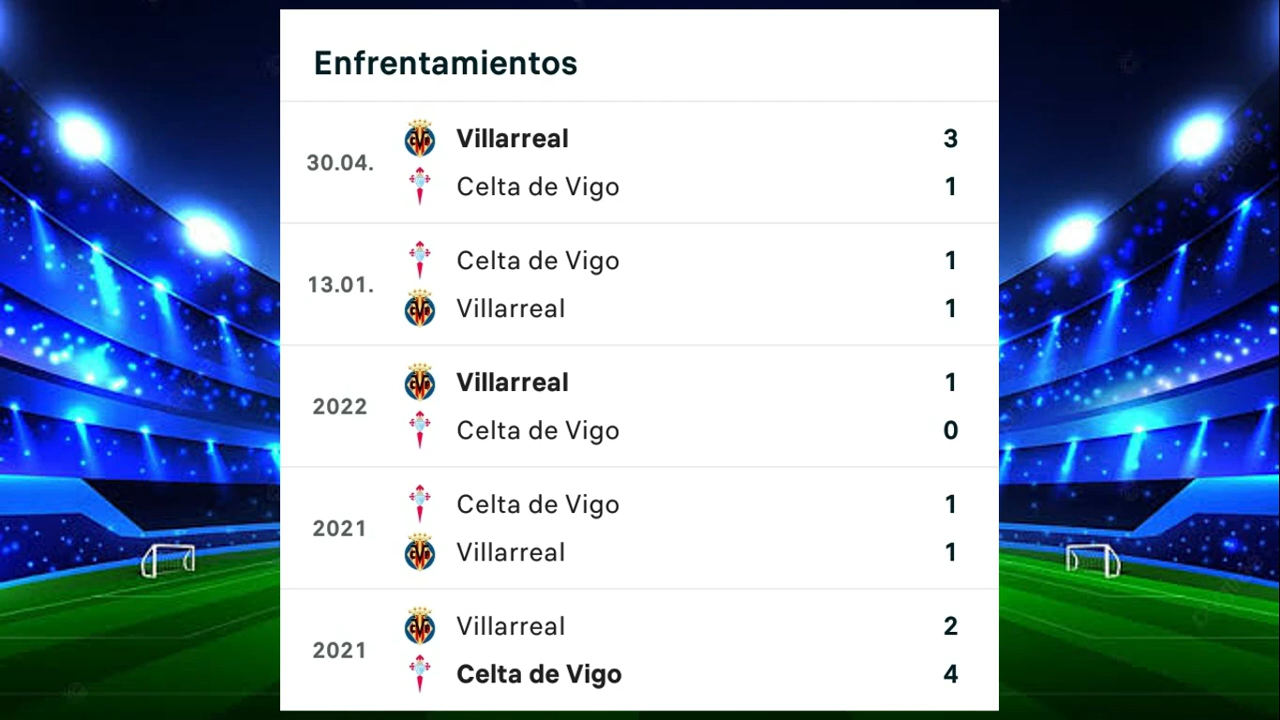 Enfrentamientos
30.04.
Villarreal 3
Celta de Vigo 1
13.01.
Celta de Vigo 1
Villarreal 1
2022
Villarreal 1
Celta de Vigo 0
2021
Celta de Vigo 1
Villarreal 1
2021
Villarreal 2
Celta de Vigo 4